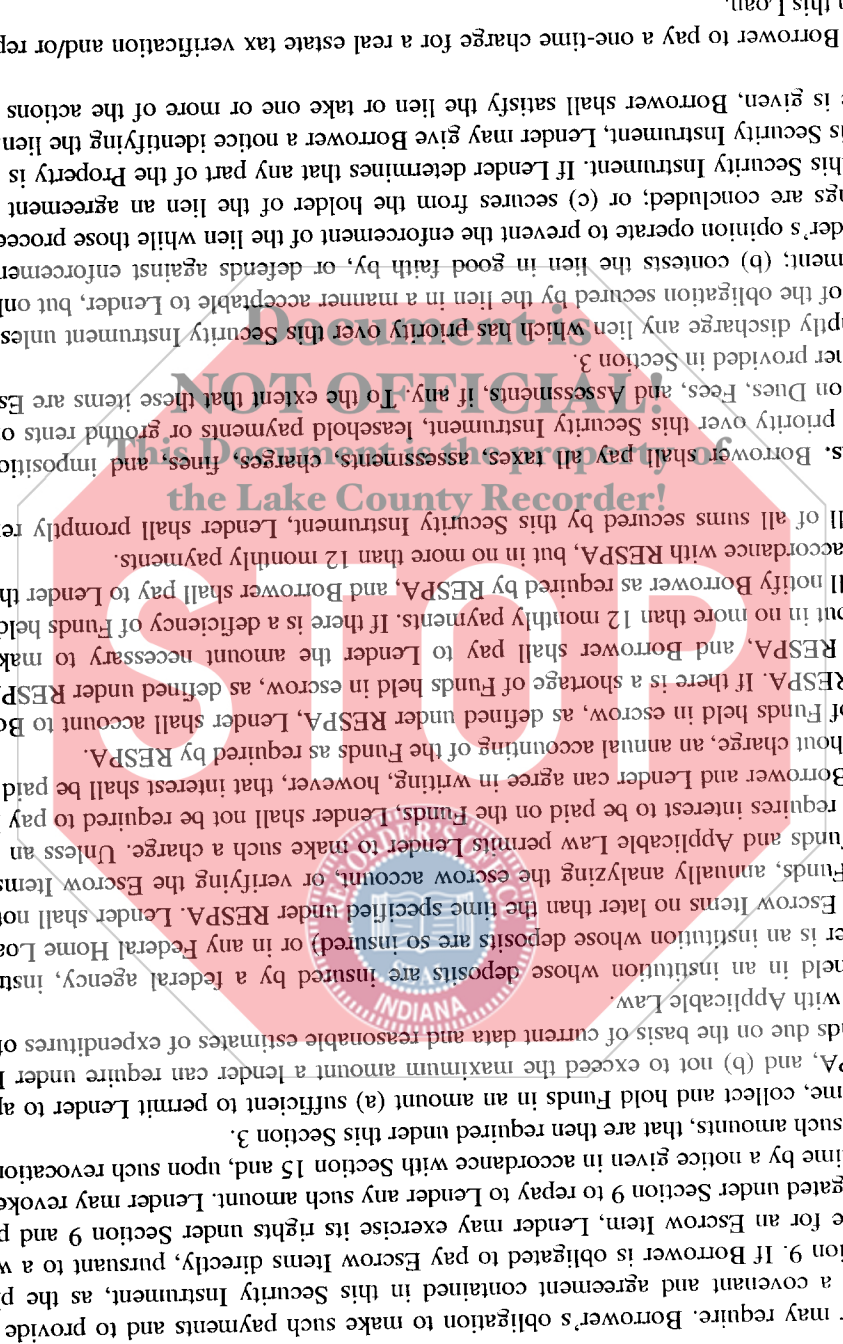 may require. Borrower's obligation to make such payments and to provide
a covenant and agreement contained in this Security Instrument, as the p
ion 9. If Borrower is obligated to pay Escrow Items directly, pursuant to a w
e for an Escrow Item, Lender may exercise its rights under Section 9 and p
gated under Section 9 to repay to Lender any such amount. Lender may revoke
ime by a notice given in accordance with Section 15 and, upon such revocation
such amounts, that are then required under this Section 3.
me, collect and hold Funds in an amount (a) sufficient to permit Lender to ap
PA, and (b) not to exceed the maximum amount a lender can require under
ds due on the basis of current data and reasonable estimates of expenditures of
with Applicable Law.
held in an institution whose deposits are insured by a federal agency, instr
er is an institution whose deposits are so insured) or in any Federal Home Loa
Escrow Items no later than the time specified under RESPA. Lender shall not
Funds, annually analyzing the escrow account, or verifying the Escrow Items
unds and Applicable Law permits Lender to make such a charge. Unless an
requires interest to be paid on the Funds, Lender shall not be required to pay
Borrower and Lender can agree in writing, however, that interest shall be paid
hout charge, an annual accounting of the Funds as required by RESPA.
of Funds held in escrow, as defined under RESPA, Lender shall account to Bo
RESPA. If there is a shortage of Funds held in escrow, as defined under RESP
RESPA, and Borrower shall pay to Lender the amount necessary to mak
out in no more than 12 monthly payments. If there is a deficiency of Funds held
ll notify Borrower as required by RESPA, and Borrower shall pay to Lender th
accordance with RESPA, but in no more than 12 monthly payments.
ll of all sums secured by this Security Instrument, Lender shall promptly re
s. Borrower shall pay all taxes, assessments, charges, fines, and impositio
priority over this Security Instrument, leasehold payments or ground rents o
on Dues, Fees, and Assessments, if any. To the extent that these items are Es
ner provided in Section 3.
ptly discharge any lien which has priority over this Security Instrument unles
of the obligation secured by the lien in a manner acceptable to Lender, but onl
ment; (b) contests the lien in good faith by, or defends against enforcemen
der's opinion operate to prevent the enforcement of the lien while those procee
ngs are concluded; or (c) secures from the holder of the lien an agreement
this Security Instrument. If Lender determines that any part of the Property is
is Security Instrument, Lender may give Borrower a notice identifying the lien.
e is given, Borrower shall satisfy the lien or take one or more of the actions
Borrower to pay a one-time charge for a real estate tax verification and/or rep
this Loan.
Document is
NOT OFFICIAL!
This Document is the property of
the Lake County Recorder!
STOP
RECORDER'S OFFICE
INDIANA